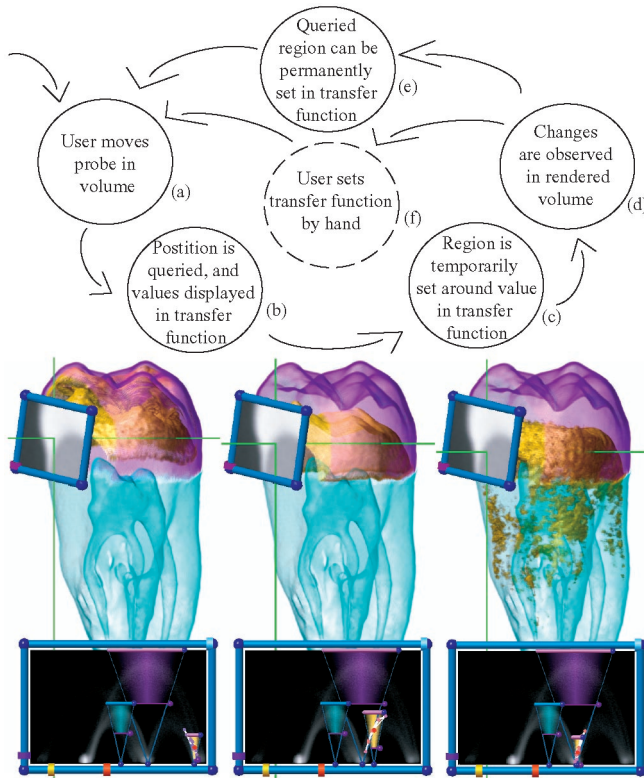 Queried
region can be
permanently
set in transfer
function
(e)
User moves
probe in
volume
(a)
User sets
transfer function
by hand
(f)
Changes
are observed
in rendered
volume
(d)
Postition is
queried, and
values displayed
in transfer
function
(b)
Region is
temporarily
set around value
in transfer
function
(c)